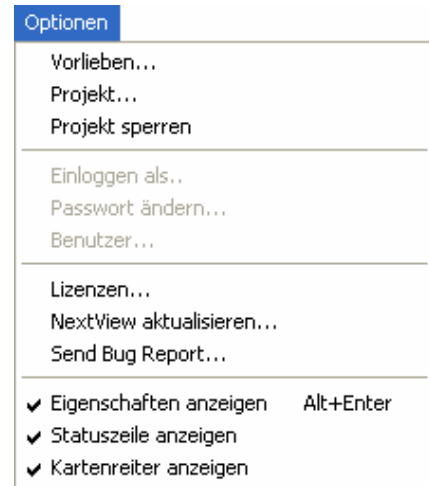 Optionen
Vorlieben...
Projekt...
Projekt sperren
Einloggen als..
Passwort ändern...
Benutzer...
Lizenzen...
NextView aktualisieren...
Send Bug Report...
Eigenschaften anzeigen Alt+Enter
Statuszeile anzeigen
Kartenreiter anzeigen